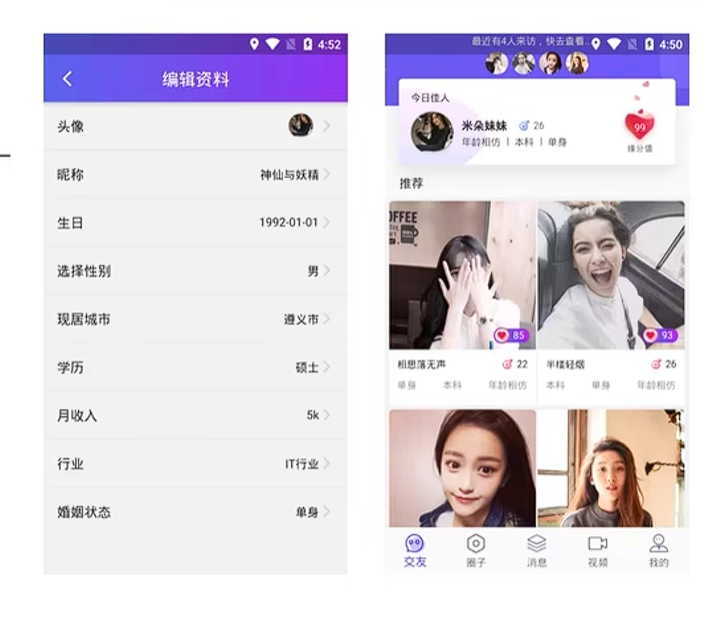 4:52
编辑资料
头像
昵称 神仙与妖精
生日 1992-01-01
选择性别 男
现居城市 遵义市
学历 硕士
月收入 5k
行业 IT行业
婚姻状态 单身
最近有4人来访，快去查看.. 4:50
今日佳人
米朵妹妹 26
年龄相仿 | 本科 | 单身
99
缘分值
推荐
OFFEE
85 93
相思落无声 22
单身 本科 年龄相仿
半楼轻烟 26
本科 单身 年龄相仿
交友 圈子 消息 视频 我的